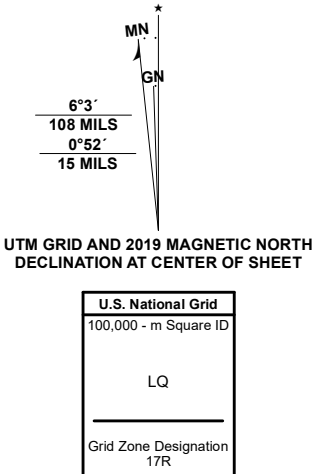 ★
MN
GN
6°3´
108 MILS
0°52´
15 MILS
UTM GRID AND 2019 MAGNETIC NORTH
DECLINATION AT CENTER OF SHEET
U.S. National Grid
100,000 - m Square ID
LQ
Grid Zone Designation
17R